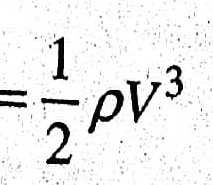 = 1/2 ρV³